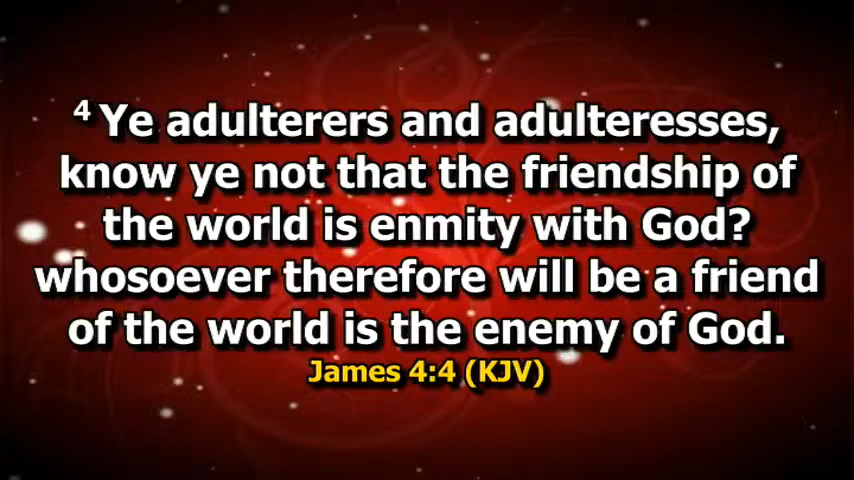 4 Ye adulterers and adulteresses,
know ye not that the friendship of
the world is enmity with God?
whosoever therefore will be a friend
of the world is the enemy of God.
James 4:4 (KJV)